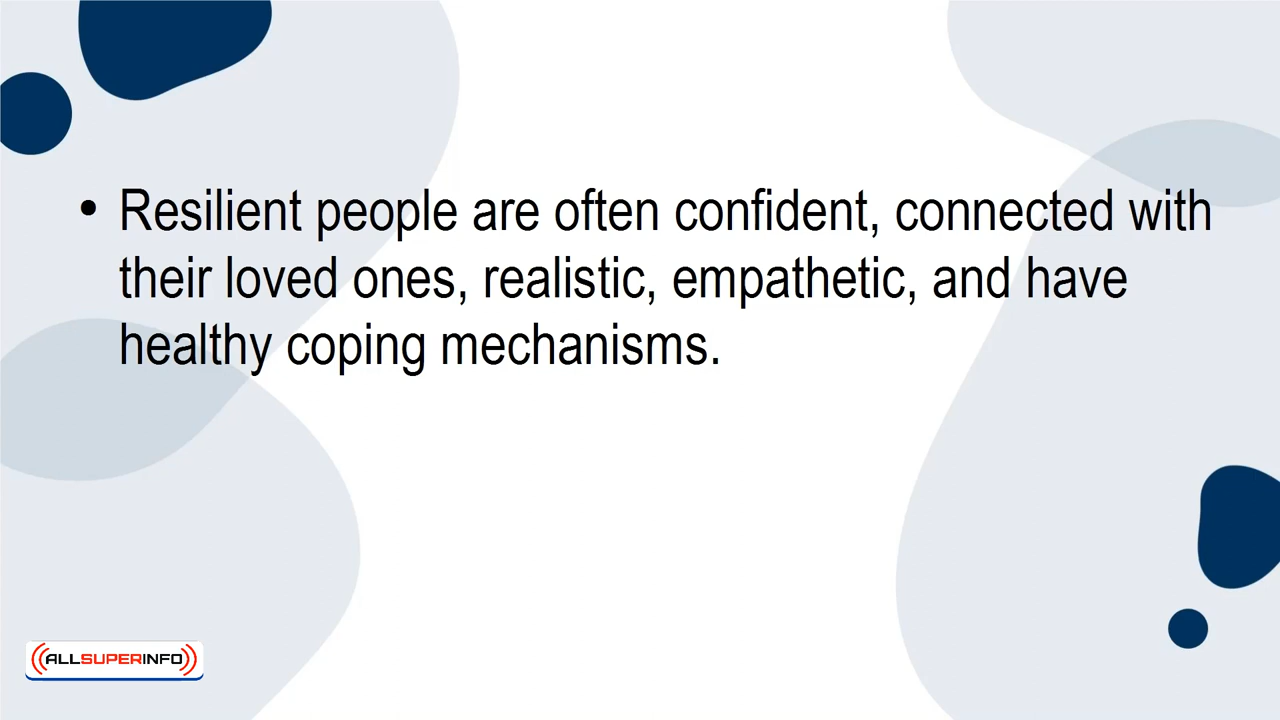 • Resilient people are often confident, connected with
their loved ones, realistic, empathetic, and have
healthy coping mechanisms.
ALLSUPERINFO